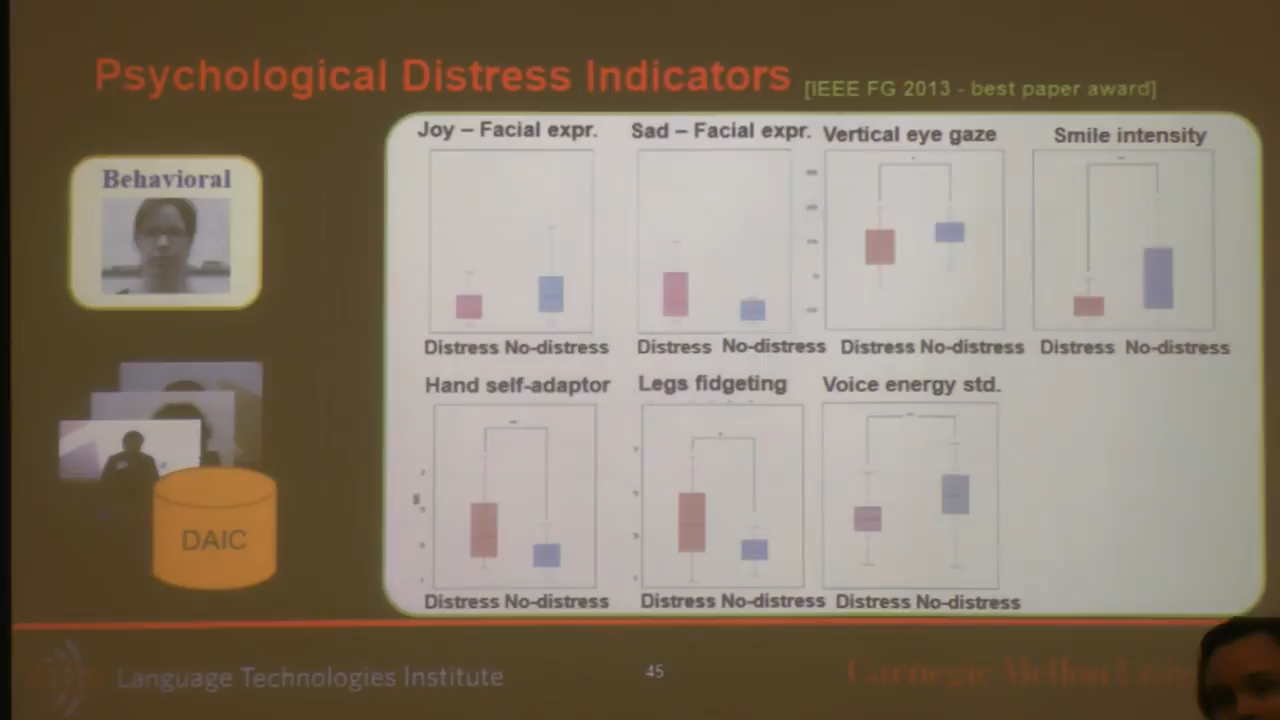 Psychological Distress Indicators [IEEE FG 2013 - best paper award]
Behavioral
Joy – Facial expr. Sad – Facial expr. Vertical eye gaze Smile intensity
Distress No-distress Distress No-distress Distress No-distress Distress No-distress
Hand self-adaptor Legs fidgeting Voice energy std.
Distress No-distress Distress No-distress Distress No-distress
DAIC
Language Technologies Institute
45
Carnegie Mellon